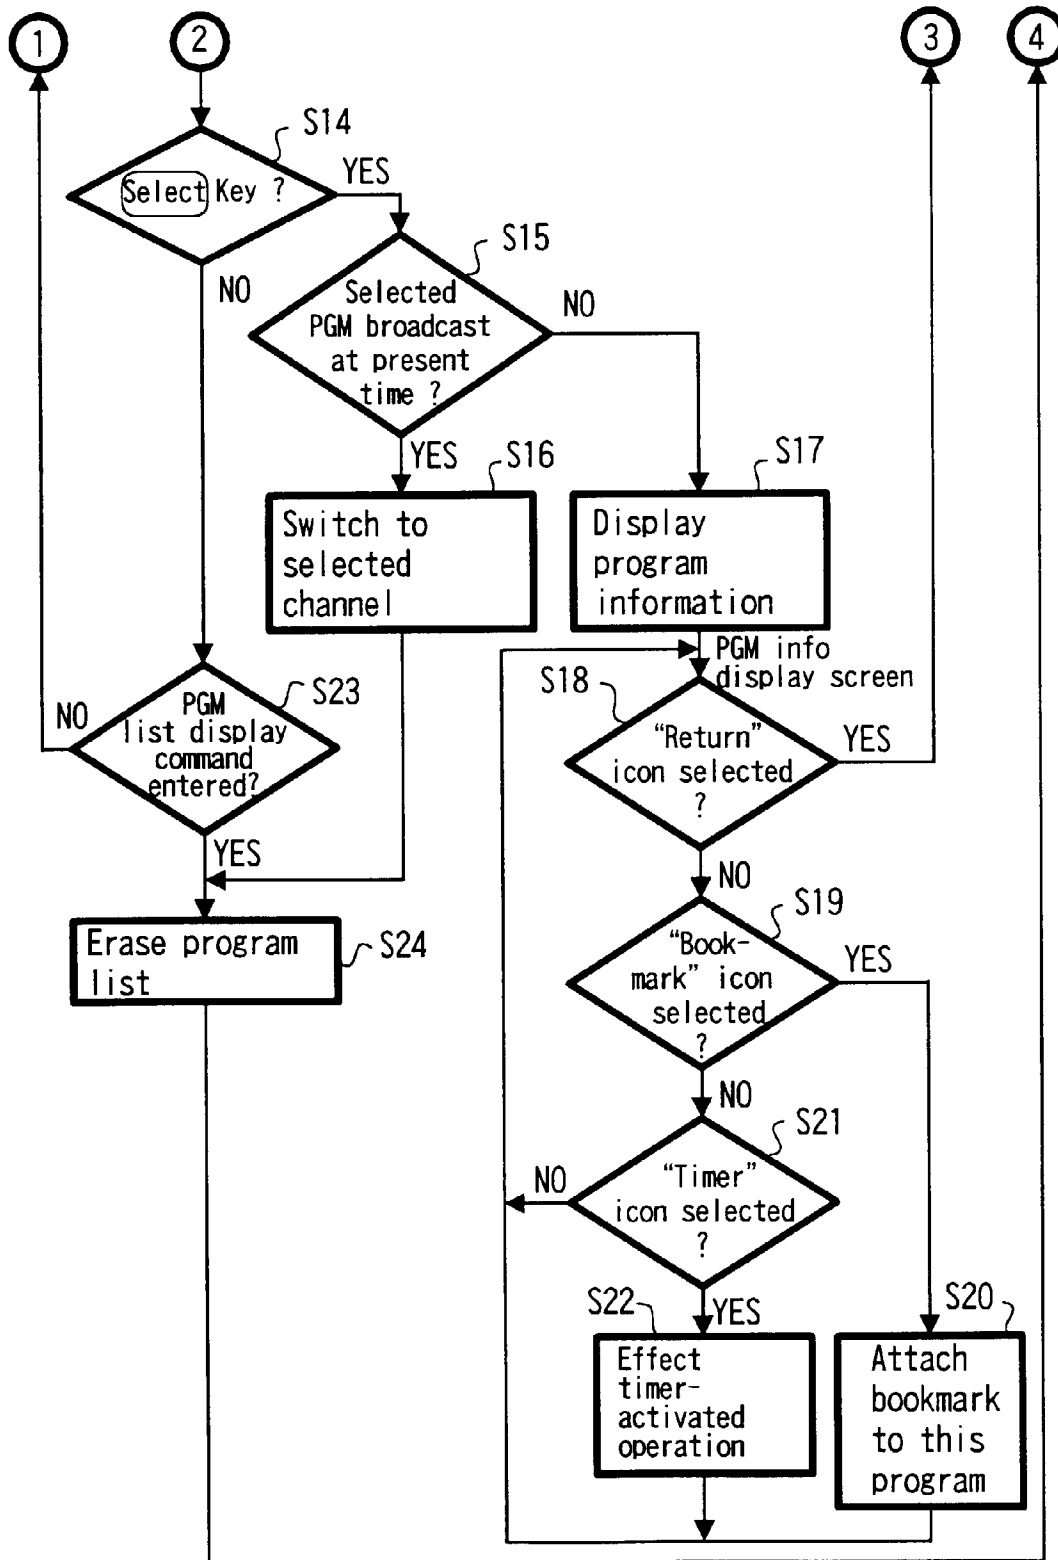 1
2
3
4
S14
Select Key ?
YES
NO
S15
Selected
PGM broadcast
at present
time ?
NO
YES
S16
Switch to
selected
channel
S17
Display
program
information
PGM info
display screen
S23
PGM
list display
command
entered?
NO
YES
S18
“Return”
icon selected
?
YES
NO
S24
Erase program
list
S19
“Book-
mark” icon
selected
?
YES
NO
S21
“Timer”
icon selected
?
NO
YES
S22
Effect
timer-
activated
operation
S20
Attach
bookmark
to this
program